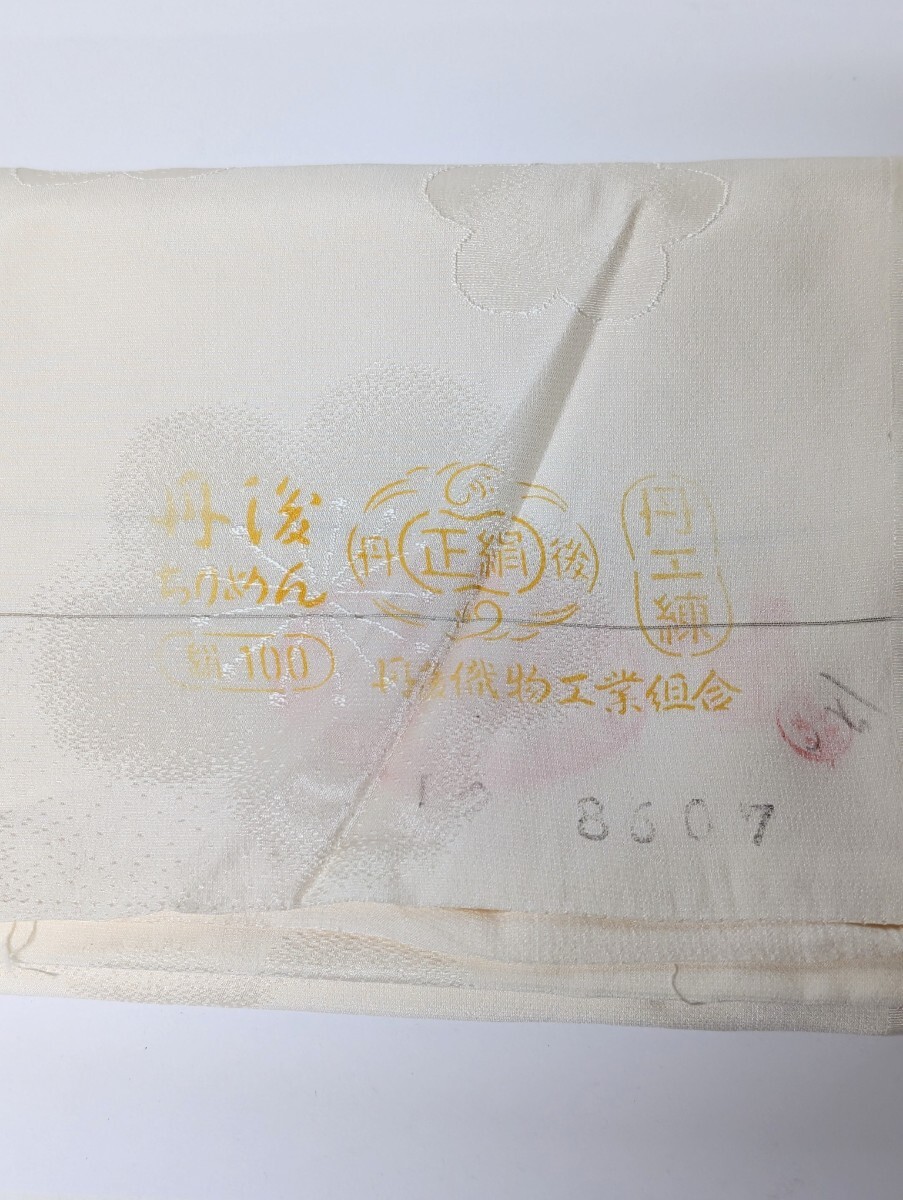 丹後
ちりめん
絹100
丹 正絹 後
丹後織物工業組合
丹工練
8607